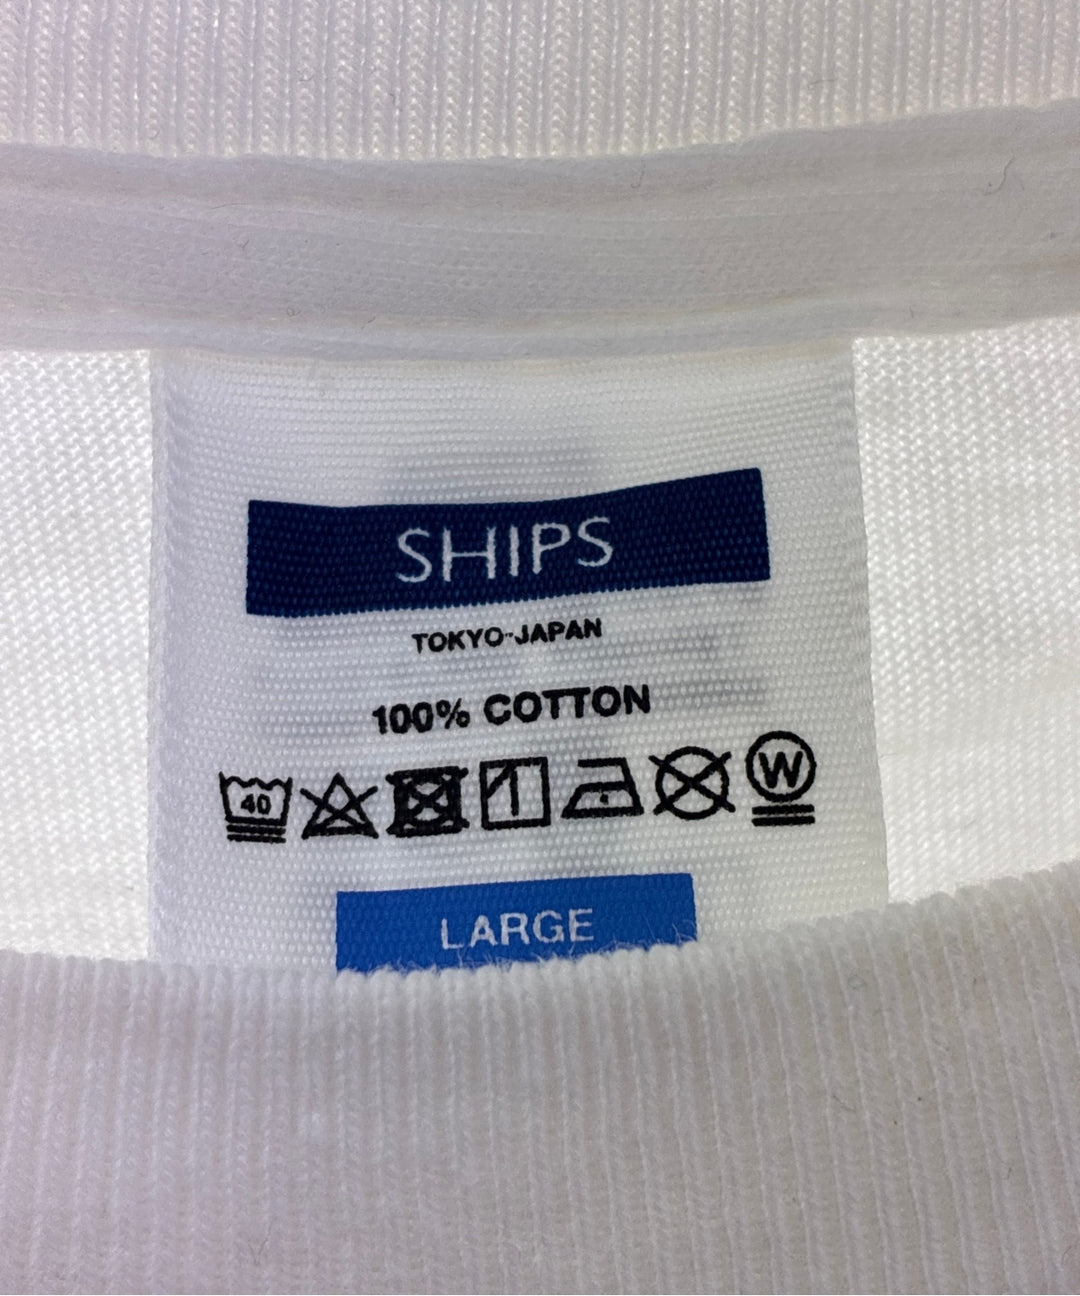 SHIPS
TOKYO-JAPAN
100% COTTON
40 W
LARGE